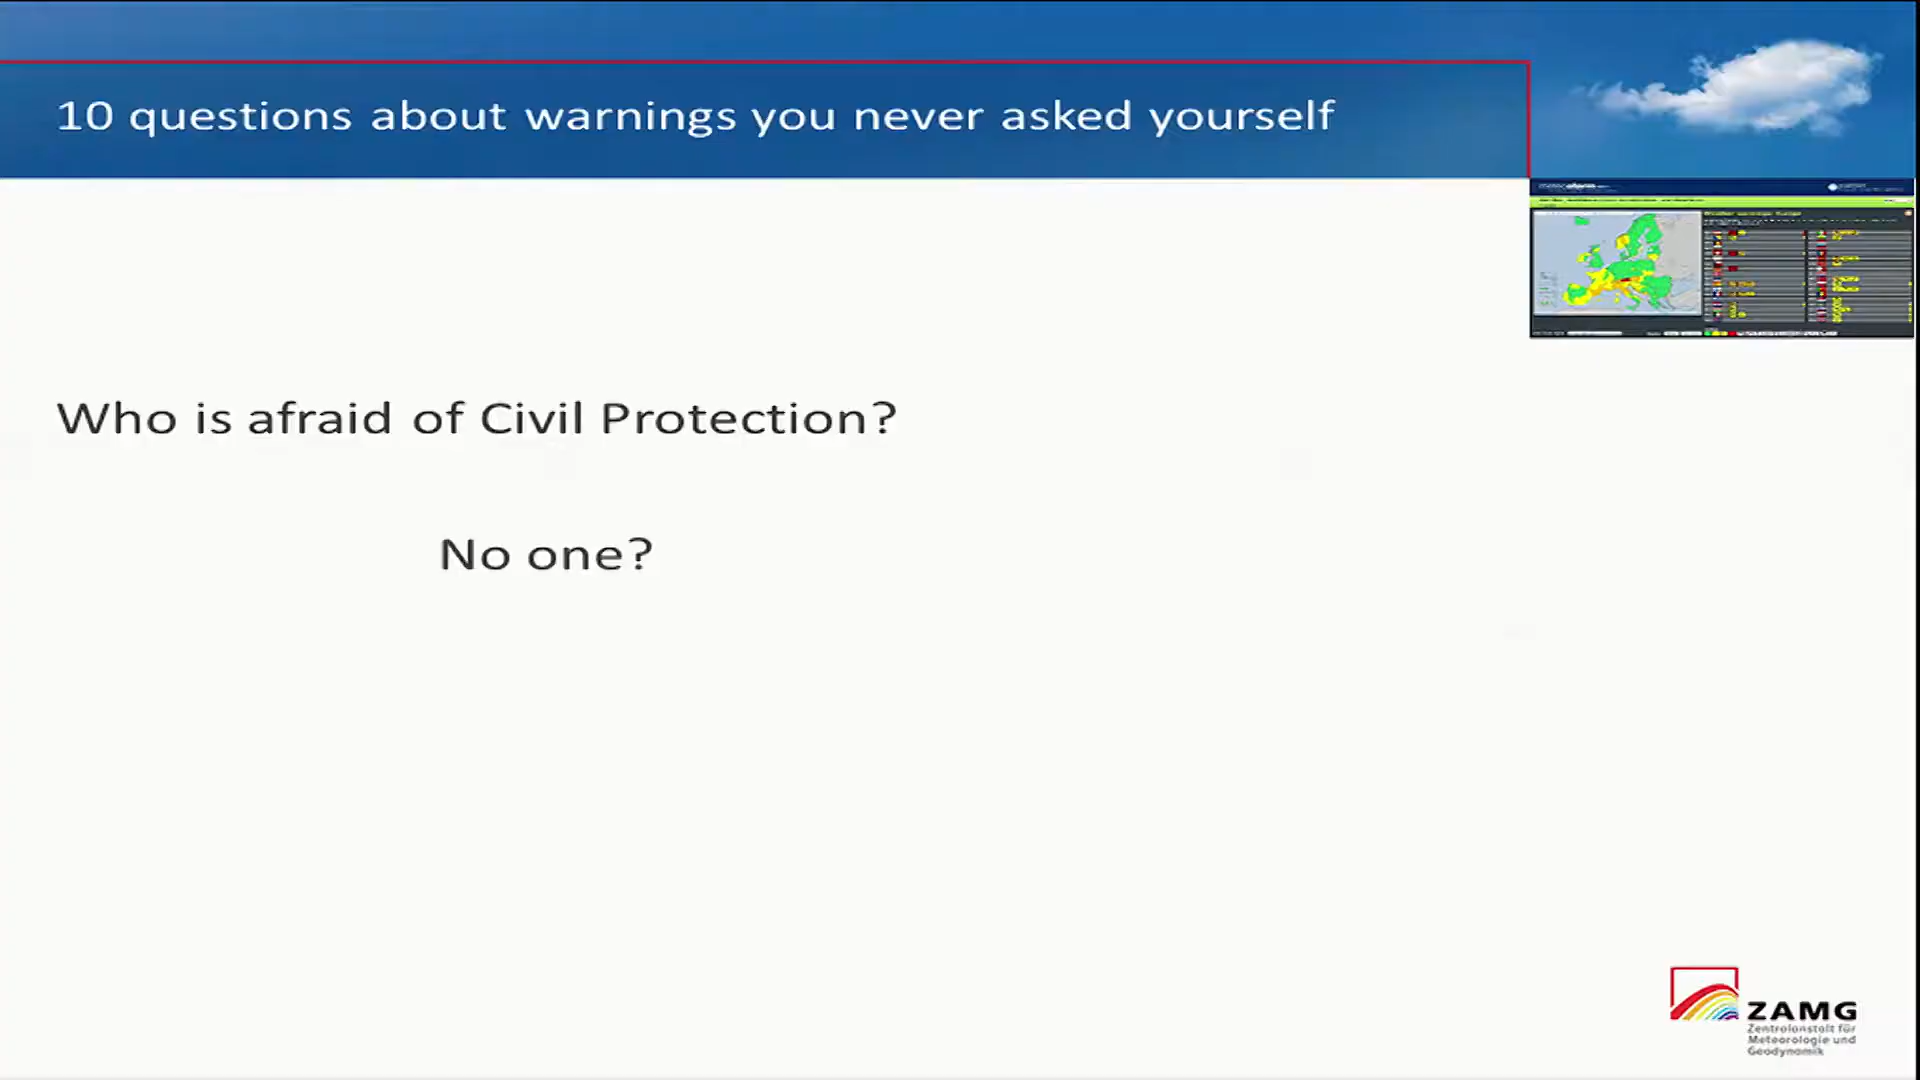 10 questions about warnings you never asked yourself
Who is afraid of Civil Protection?
No one?
ZAMG
Zentralanstalt für
Meteorologie und
Geodynamik